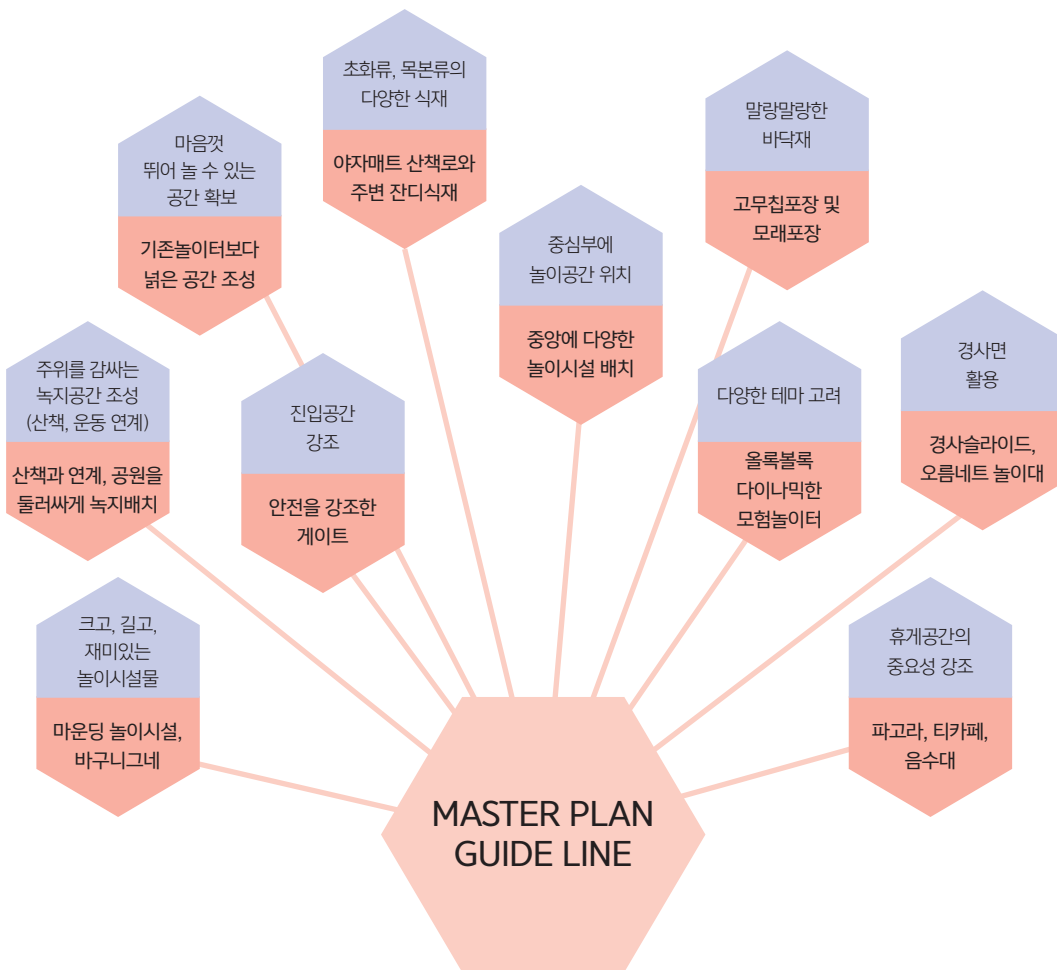 초화류, 목본류의
다양한 식재
야자매트 산책로와
주변 잔디식재
말랑말랑한
바닥재
고무칩포장 및
모래포장
마음껏
뛰어 놀 수 있는
공간 확보
기존놀이터보다
넓은 공간 조성
중심부에
놀이공간 위치
중앙에 다양한
놀이시설 배치
주위를 감싸는
녹지공간 조성
(산책, 운동 연계)
산책과 연계, 공원을
둘러싸게 녹지배치
진입공간
강조
안전을 강조한
게이트
다양한 테마 고려
올록볼록
다이나믹한
모험놀이터
경사면
활용
경사슬라이드,
오름네트 놀이대
크고, 길고,
재미있는
놀이시설물
마운딩 놀이시설,
바구니그네
휴게공간의
중요성 강조
파고라, 티카페,
음수대
MASTER PLAN
GUIDE LINE